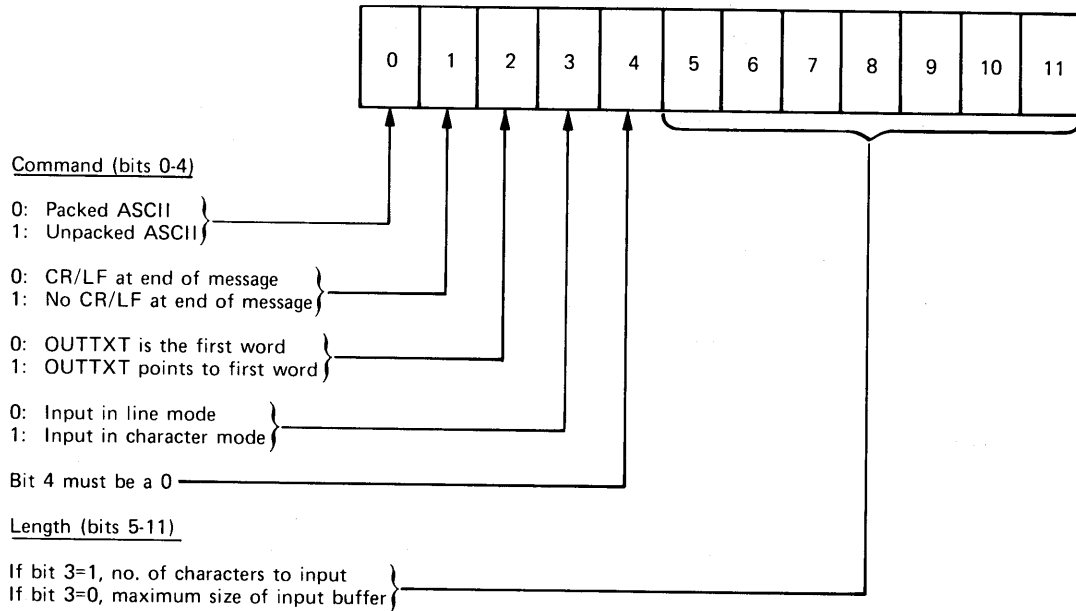 0 1 2 3 4 5 6 7 8 9 10 11
Command (bits 0-4)
0: Packed ASCII
1: Unpacked ASCII
0: CR/LF at end of message
1: No CR/LF at end of message
0: OUTTXT is the first word
1: OUTTXT points to first word
0: Input in line mode
1: Input in character mode
Bit 4 must be a 0
Length (bits 5-11)
If bit 3=1, no. of characters to input
If bit 3=0, maximum size of input buffer